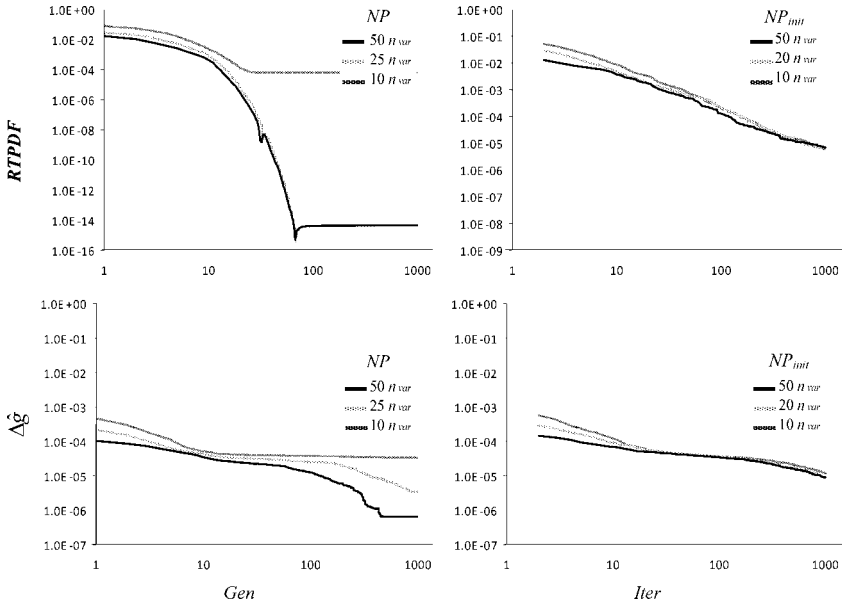 RTPDF
1.0E+00
1.0E-02
1.0E-04
1.0E-06
1.0E-08
1.0E-10
1.0E-12
1.0E-14
1.0E-16
1
10
100
1000
NP
50 n var
25 n var
10 n var
1.0E+00
1.0E-01
1.0E-02
1.0E-03
1.0E-04
1.0E-05
1.0E-06
1.0E-07
1.0E-08
1.0E-09
1
10
100
1000
NP init
50 n var
20 n var
10 n var
Δĝ
1.0E+00
1.0E-01
1.0E-02
1.0E-03
1.0E-04
1.0E-05
1.0E-06
1.0E-07
1
10
100
1000
Gen
NP
50 n var
25 n var
10 n var
1.0E+00
1.0E-01
1.0E-02
1.0E-03
1.0E-04
1.0E-05
1.0E-06
1.0E-07
1
10
100
1000
Iter
NP init
50 n var
20 n var
10 n var